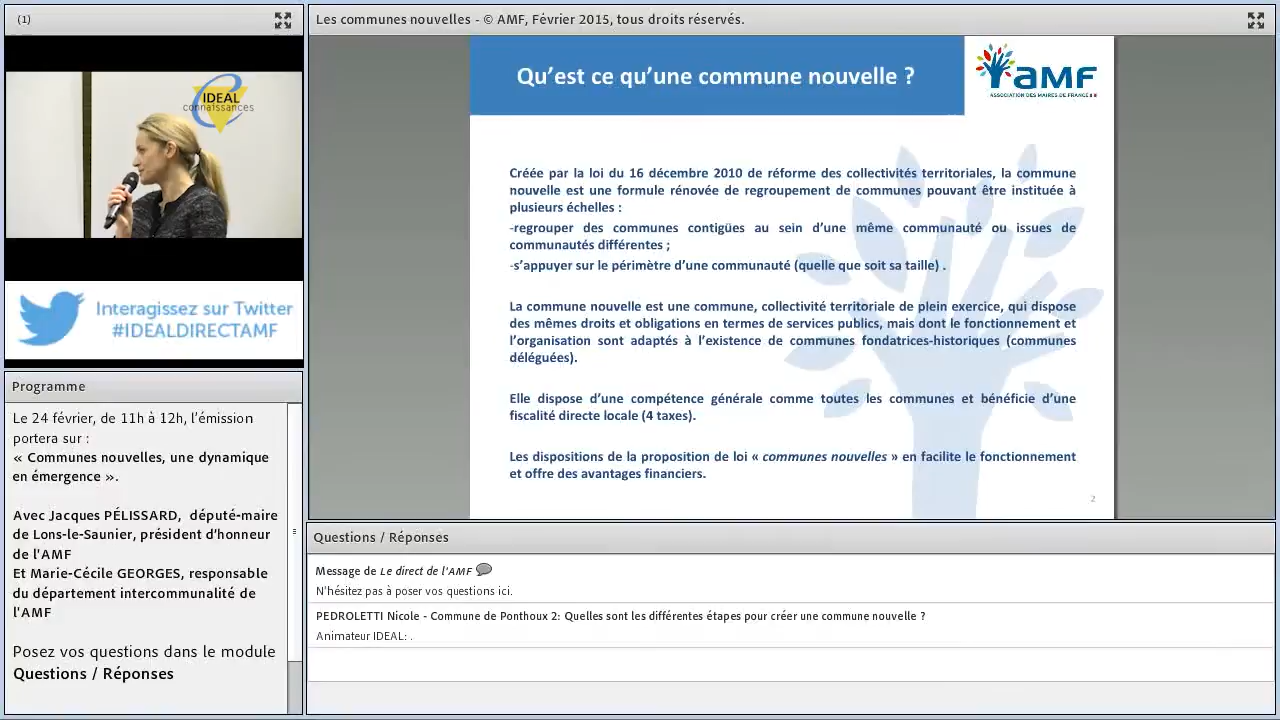 (1)
IDEAL
connaissances
Interagissez sur Twitter
#IDEALDIRECTAMF
Programme
Le 24 février, de 11h à 12h, l'émission
portera sur :
« Communes nouvelles, une dynamique
en émergence ».
Avec Jacques PÉLISSARD, député-maire
de Lons-le-Saunier, président d'honneur
de l'AMF
Et Marie-Cécile GEORGES, responsable
du département intercommunalité de
l'AMF
Posez vos questions dans le module
Questions / Réponses
Les communes nouvelles - © AMF, Février 2015, tous droits réservés.
Qu’est ce qu’une commune nouvelle ?
aMF
ASSOCIATION DES MAIRES DE FRANCE
Créée par la loi du 16 décembre 2010 de réforme des collectivités territoriales, la commune
nouvelle est une formule rénovée de regroupement de communes pouvant être instituée à
plusieurs échelles :
-regrouper des communes contigües au sein d’une même communauté ou issues de
communautés différentes ;
-s’appuyer sur le périmètre d’une communauté (quelle que soit sa taille) .
La commune nouvelle est une commune, collectivité territoriale de plein exercice, qui dispose
des mêmes droits et obligations en termes de services publics, mais dont le fonctionnement et
l’organisation sont adaptés à l’existence de communes fondatrices-historiques (communes
déléguées).
Elle dispose d’une compétence générale comme toutes les communes et bénéficie d’une
fiscalité directe locale (4 taxes).
Les dispositions de la proposition de loi « communes nouvelles » en facilite le fonctionnement
et offre des avantages financiers.
2
Questions / Réponses
Message de Le direct de l'AMF
N'hésitez pas à poser vos questions ici.
PEDROLETTI Nicole - Commune de Ponthoux 2: Quelles sont les différentes étapes pour créer une commune nouvelle ?
Animateur IDEAL: .